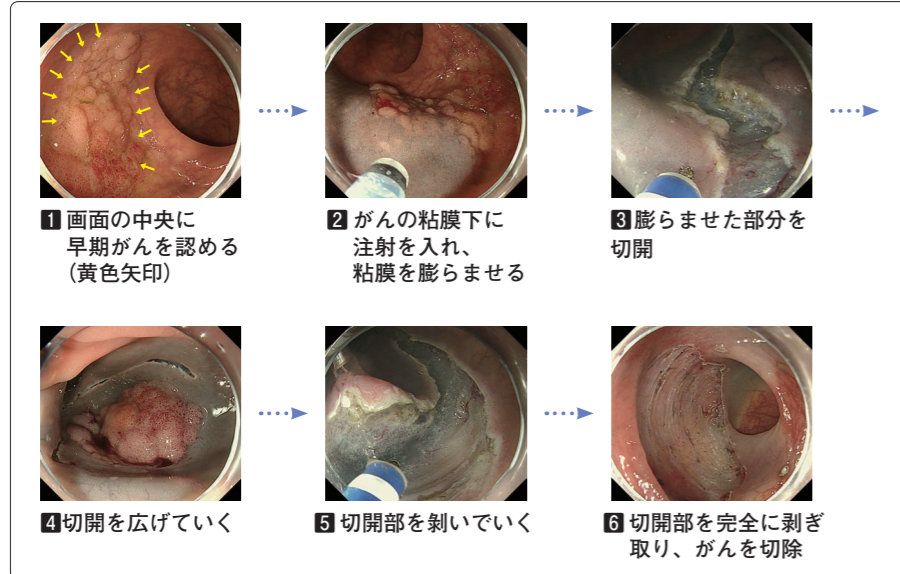 1 画面の中央に
早期がんを認める
(黄色矢印)
2 がんの粘膜下に
注射を入れ、
粘膜を膨らませる
3 膨らませた部分を
切開
4 切開を広げていく
5 切開部を剝いでいく
6 切開部を完全に剝ぎ
取り、がんを切除